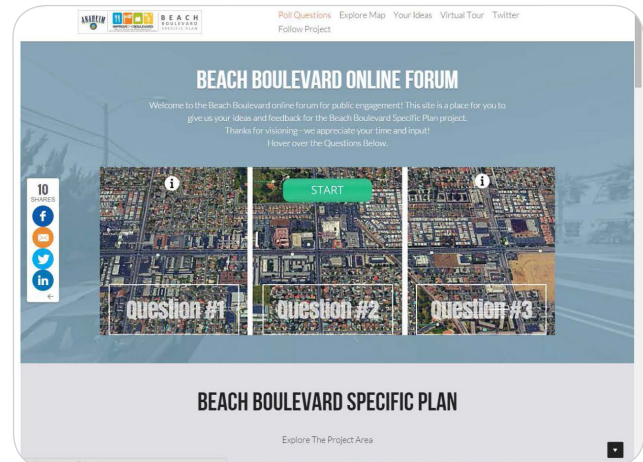 ANAHEIM
BEACH
BOULEVARD
SPECIFIC PLAN
Poll Questions Explore Map Your Ideas Virtual Tour Twitter
Follow Project
BEACH BOULEVARD ONLINE FORUM
Welcome to the Beach Boulevard online forum for public engagement! This site is a place for you to
give us your ideas and feedback for the Beach Boulevard Specific Plan project.
Thanks for visioning-we appreciate your time and input!
Hover over the Questions Below.
10
SHARES
START
Question #1
Question #2
Question #3
BEACH BOULEVARD SPECIFIC PLAN
Explore The Project Area